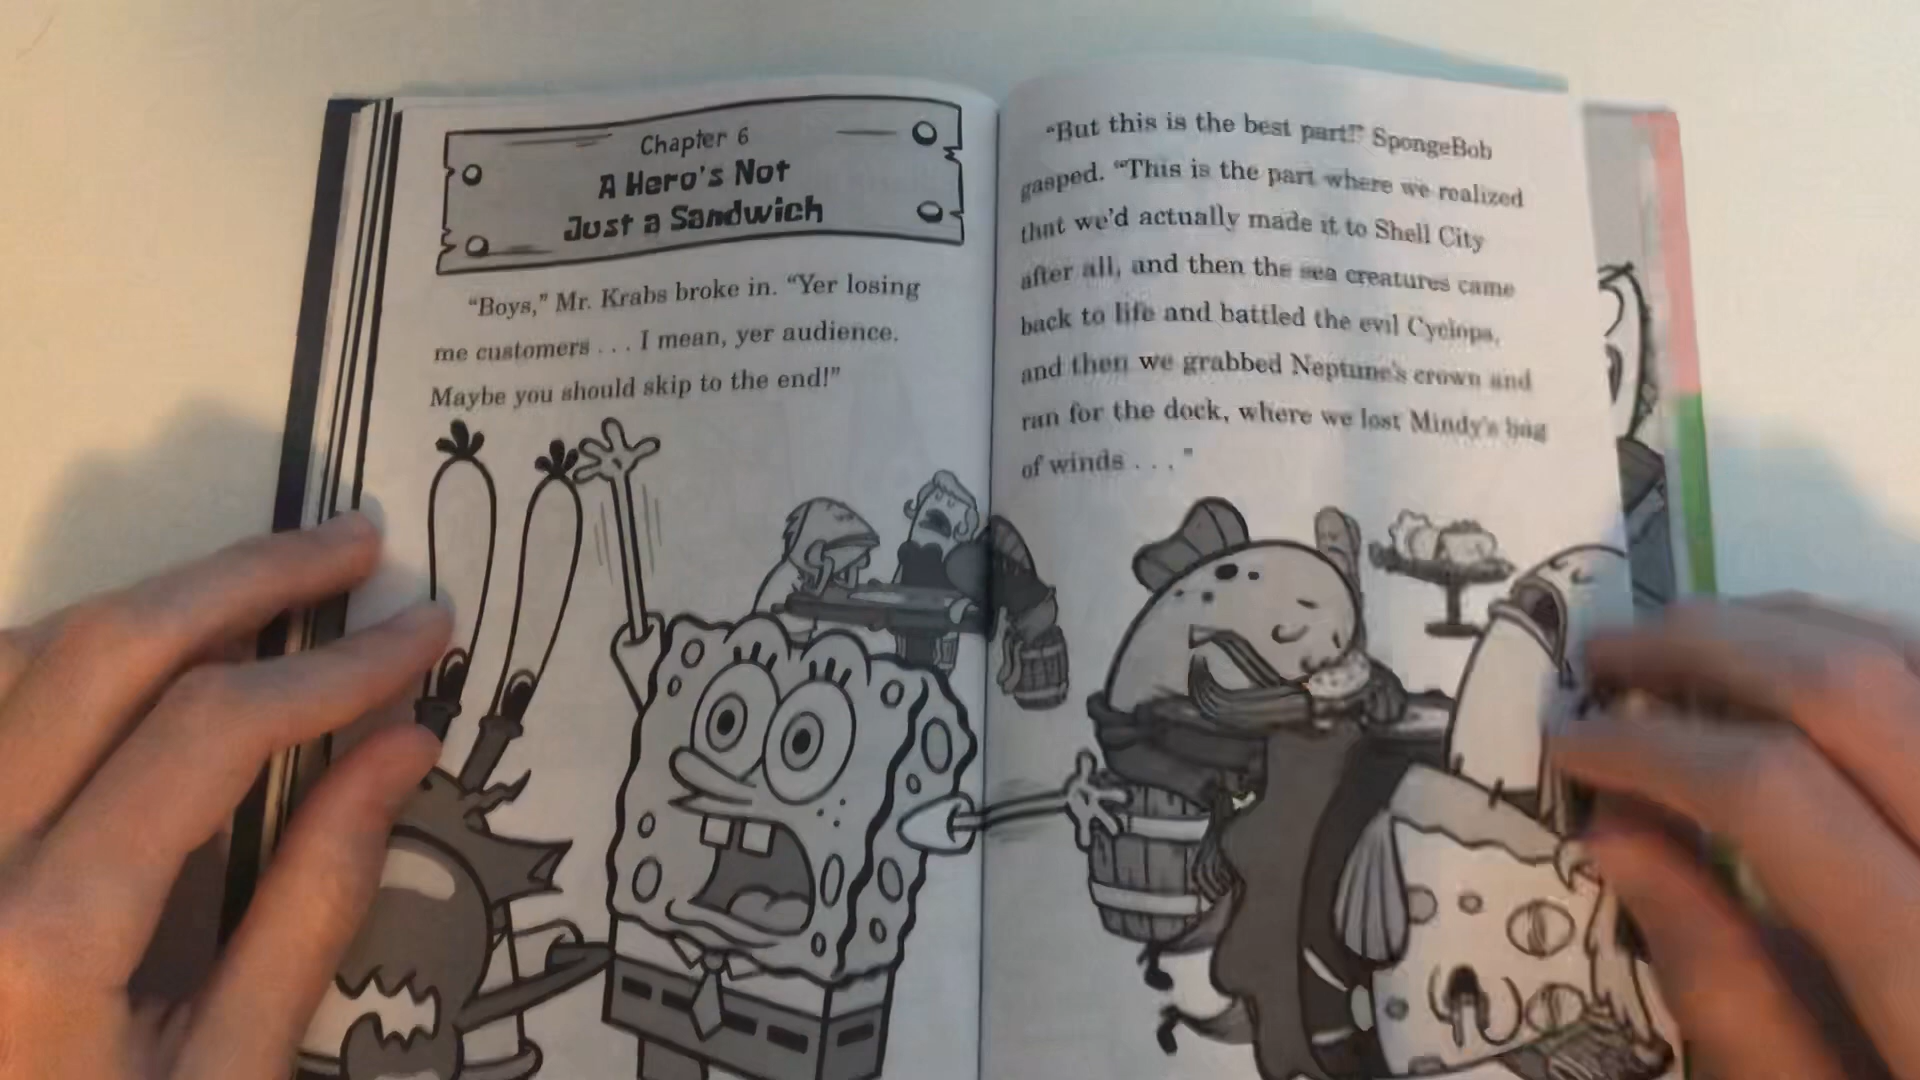 Chapter 6
A Hero's Not
Just a Sandwich
“Boys,” Mr. Krabs broke in. “Yer losing
me customers . . . I mean, yer audience.
Maybe you should skip to the end!”
“But this is the best part!” SpongeBob
gasped. “This is the part where we realized
that we’d actually made it to Shell City
after all, and then the sea creatures came
back to life and battled the evil Cyclops,
and then we grabbed Neptune’s crown and
ran for the dock, where we lost Mindy’s bag
of winds . . . ”